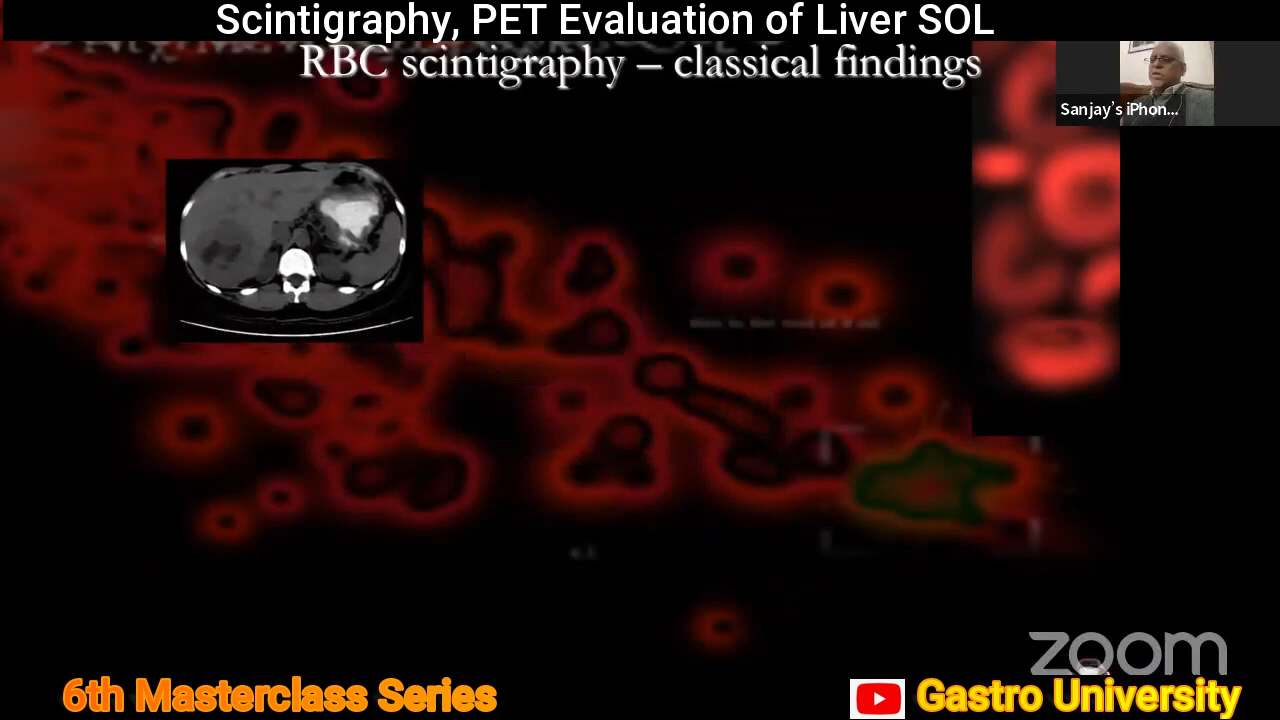 Scintigraphy, PET Evaluation of Liver SOL
RBC scintigraphy – classical findings
Sanjay's iPhon...
zoom
6th Masterclass Series
Gastro University